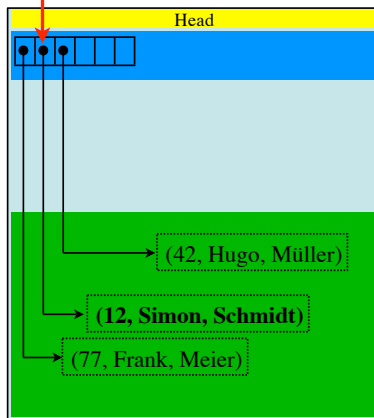 Head
(42, Hugo, Müller)
(12, Simon, Schmidt)
(77, Frank, Meier)